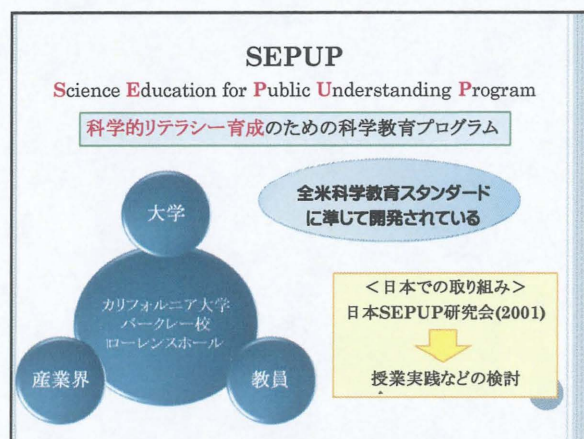 SEPUP
Science Education for Public Understanding Program
科学的リテラシー育成のための科学教育プログラム
全米科学教育スタンダード
に準じて開発されている
大学
カリフォルニア大学
バークレー校
ローレンスホール
産業界
教員
＜日本での取り組み＞
日本SEPUP研究会(2001)
授業実践などの検討